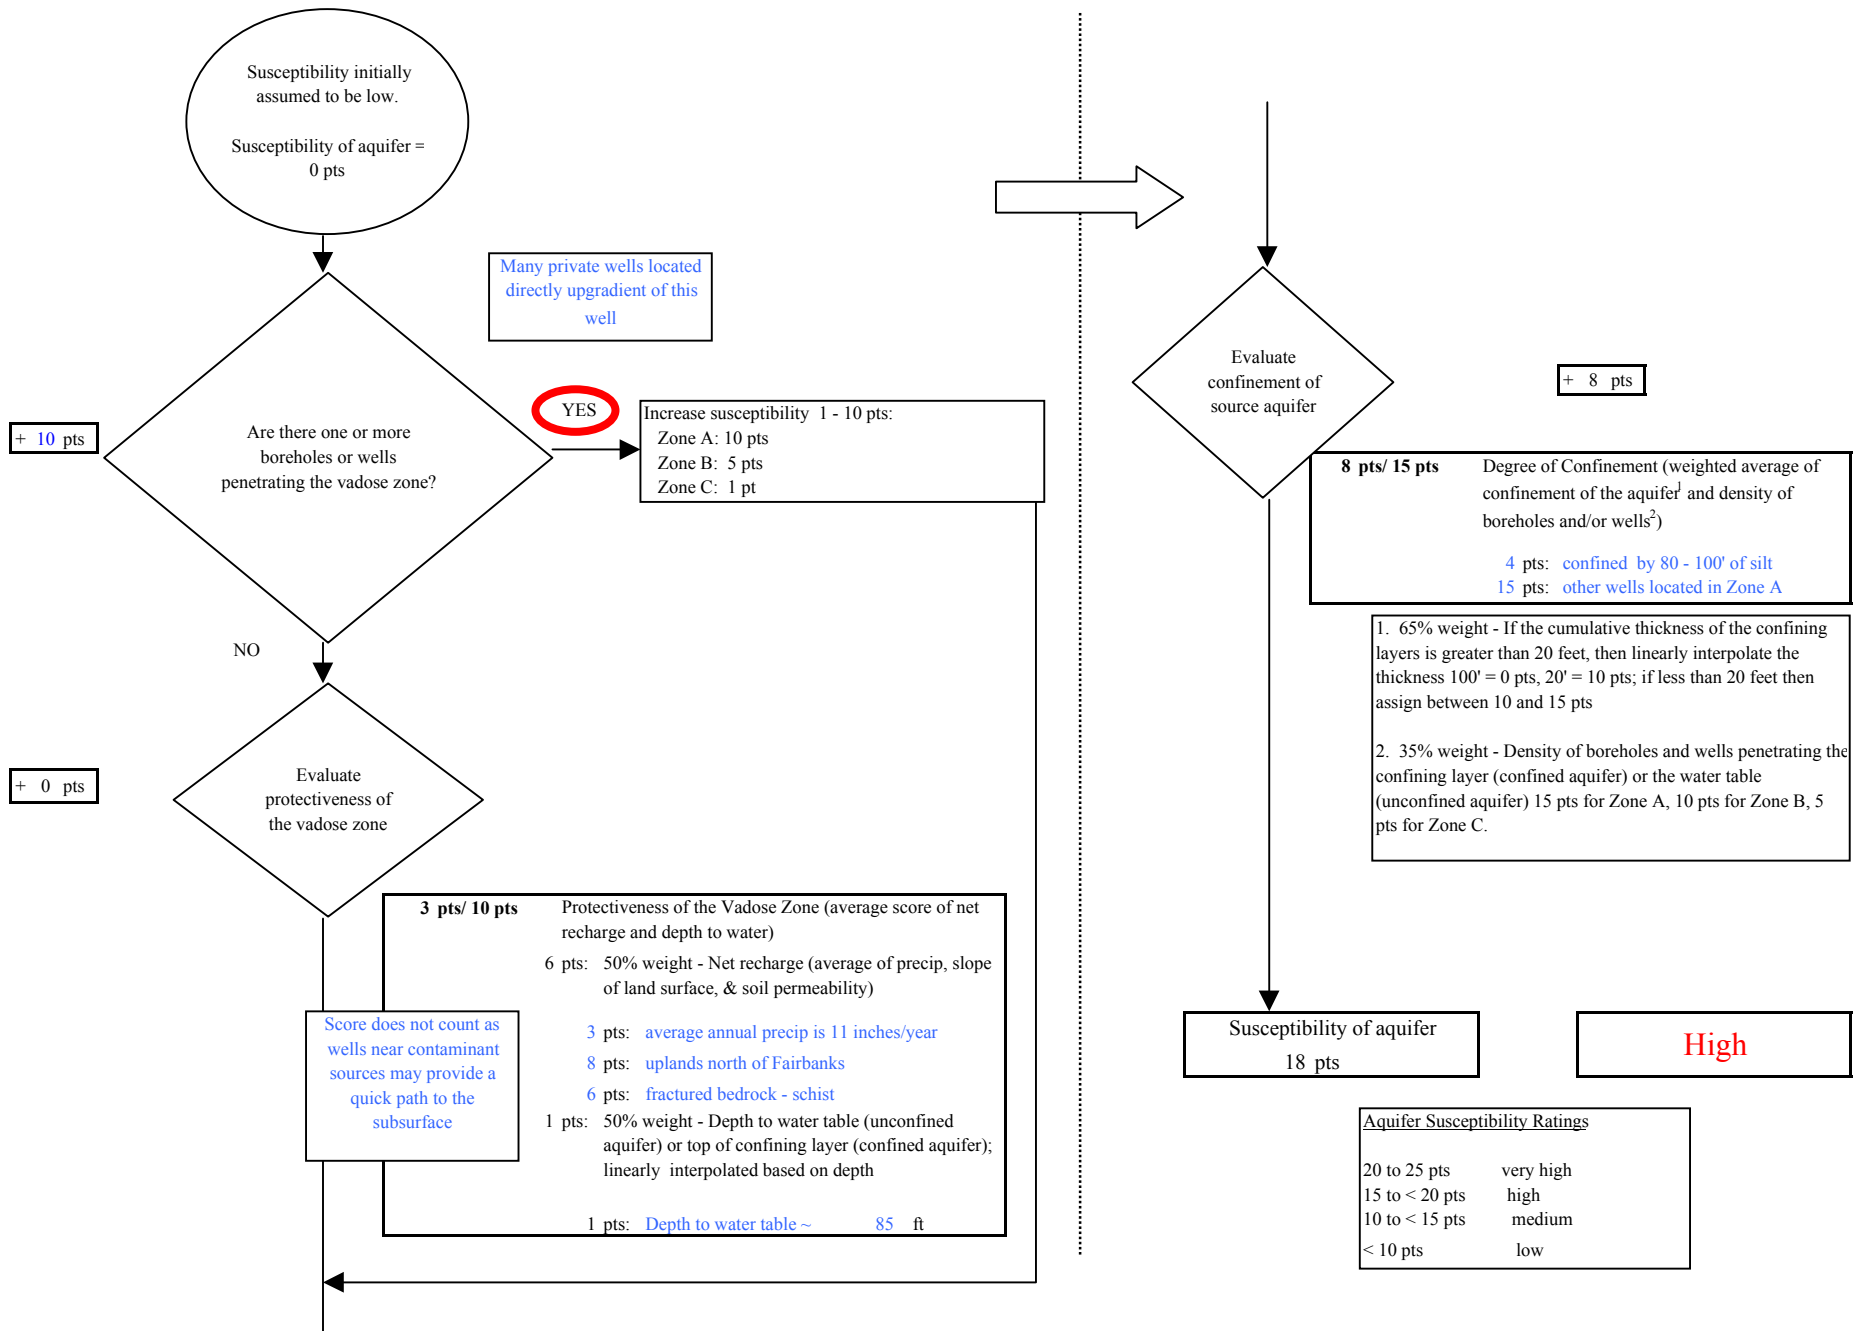 Susceptibility initially
assumed to be low.
Susceptibility of aquifer =
0 pts
Many private wells located
directly upgradient of this
well
+ 10 pts
Are there one or more
boreholes or wells
penetrating the vadose zone?
YES
Increase susceptibility 1 - 10 pts:
Zone A: 10 pts
Zone B: 5 pts
Zone C: 1 pt
NO
+ 0 pts
Evaluate
protectiveness of
the vadose zone
3 pts/ 10 pts Protectiveness of the Vadose Zone (average score of net
recharge and depth to water)
6 pts: 50% weight - Net recharge (average of precip, slope
of land surface, & soil permeability)
3 pts: average annual precip is 11 inches/year
8 pts: uplands north of Fairbanks
6 pts: fractured bedrock - schist
1 pts: 50% weight - Depth to water table (unconfined
aquifer) or top of confining layer (confined aquifer);
linearly interpolated based on depth
1 pts: Depth to water table ~ 85 ft
Score does not count as
wells near contaminant
sources may provide a
quick path to the
subsurface
Evaluate
confinement of
source aquifer
+ 8 pts
8 pts/ 15 pts Degree of Confinement (weighted average of
confinement of the aquifer1 and density of
boreholes and/or wells2)
4 pts: confined by 80 - 100' of silt
15 pts: other wells located in Zone A
1. 65% weight - If the cumulative thickness of the confining
layers is greater than 20 feet, then linearly interpolate the
thickness 100' = 0 pts, 20' = 10 pts; if less than 20 feet then
assign between 10 and 15 pts
2. 35% weight - Density of boreholes and wells penetrating the
confining layer (confined aquifer) or the water table
(unconfined aquifer) 15 pts for Zone A, 10 pts for Zone B, 5
pts for Zone C.
Susceptibility of aquifer
18 pts
High
Aquifer Susceptibility Ratings
20 to 25 pts very high
15 to < 20 pts high
10 to < 15 pts medium
< 10 pts low